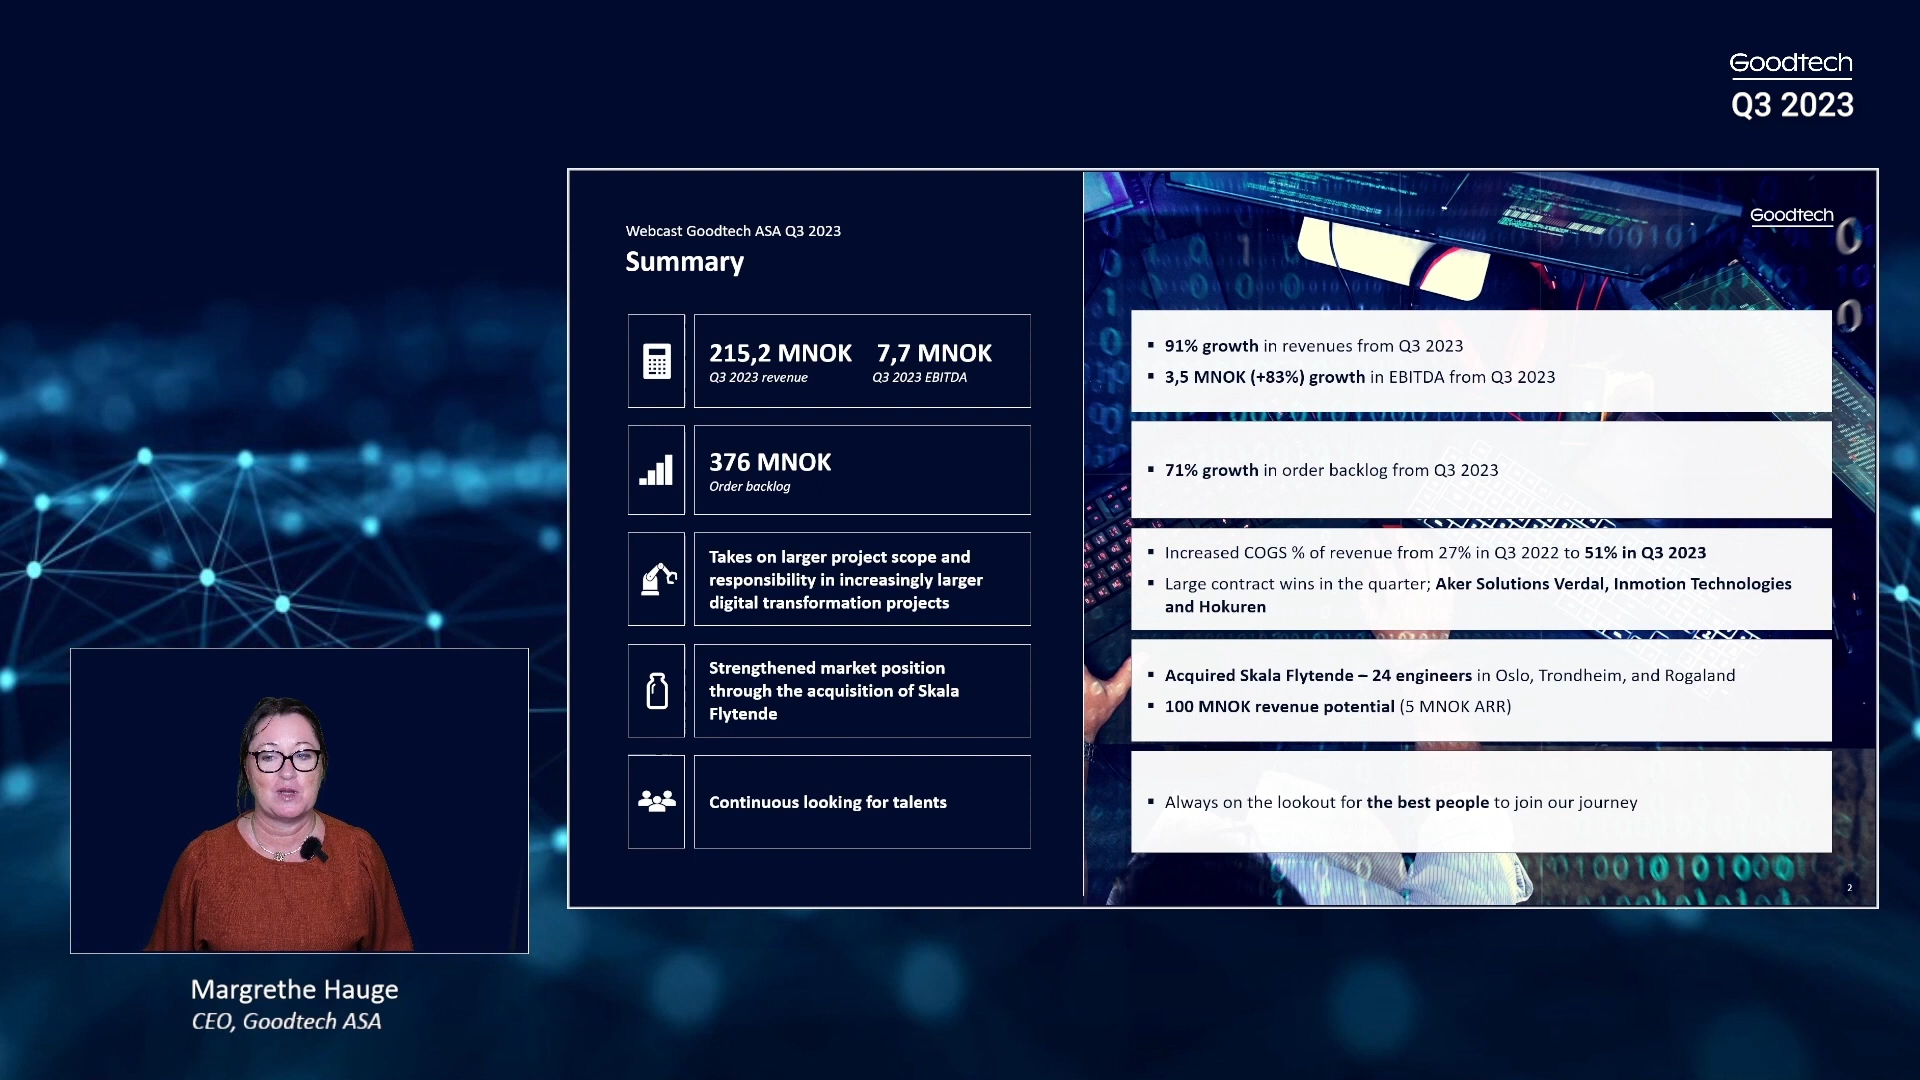 Goodtech
Q3 2023
Webcast Goodtech ASA Q3 2023
Summary
Goodtech
215,2 MNOK 7,7 MNOK
Q3 2023 revenue Q3 2023 EBITDA
▪ 91% growth in revenues from Q3 2023
▪ 3,5 MNOK (+83%) growth in EBITDA from Q3 2023
376 MNOK
Order backlog
▪ 71% growth in order backlog from Q3 2023
Takes on larger project scope and
responsibility in increasingly larger
digital transformation projects
▪ Increased COGS % of revenue from 27% in Q3 2022 to 51% in Q3 2023
▪ Large contract wins in the quarter; Aker Solutions Verdal, Inmotion Technologies
and Hokuren
Strengthened market position
through the acquisition of Skala
Flytende
▪ Acquired Skala Flytende – 24 engineers in Oslo, Trondheim, and Rogaland
▪ 100 MNOK revenue potential (5 MNOK ARR)
Continuous looking for talents
▪ Always on the lookout for the best people to join our journey
2
Margrethe Hauge
CEO, Goodtech ASA